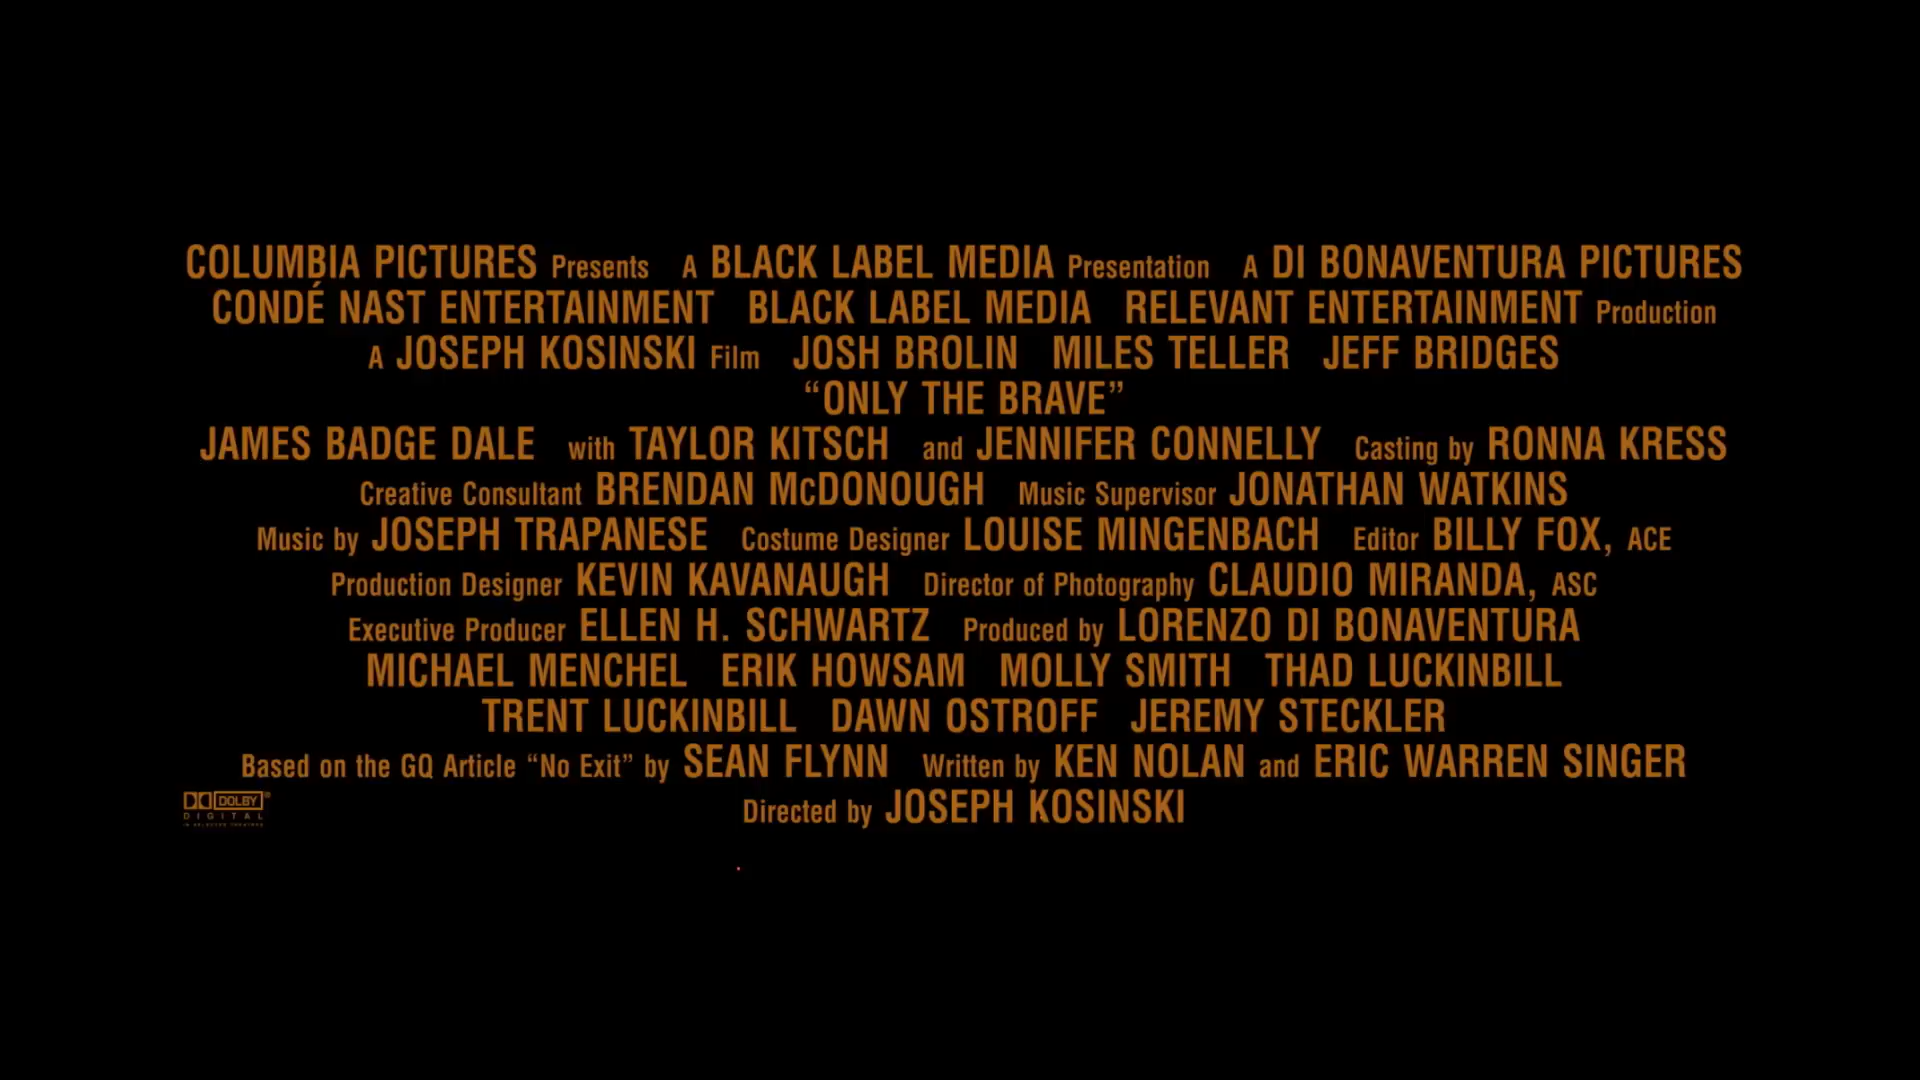 COLUMBIA PICTURES Presents A BLACK LABEL MEDIA Presentation A DI BONAVENTURA PICTURES
CONDÉ NAST ENTERTAINMENT BLACK LABEL MEDIA RELEVANT ENTERTAINMENT Production
A JOSEPH KOSINSKI Film JOSH BROLIN MILES TELLER JEFF BRIDGES
“ONLY THE BRAVE”
JAMES BADGE DALE with TAYLOR KITSCH and JENNIFER CONNELLY Casting by RONNA KRESS
Creative Consultant BRENDAN McDONOUGH Music Supervisor JONATHAN WATKINS
Music by JOSEPH TRAPANESE Costume Designer LOUISE MINGENBACH Editor BILLY FOX, ACE
Production Designer KEVIN KAVANAUGH Director of Photography CLAUDIO MIRANDA, ASC
Executive Producer ELLEN H. SCHWARTZ Produced by LORENZO DI BONAVENTURA
MICHAEL MENCHEL ERIK HOWSAM MOLLY SMITH THAD LUCKINBILL
TRENT LUCKINBILL DAWN OSTROFF JEREMY STECKLER
Based on the GQ Article “No Exit” by SEAN FLYNN Written by KEN NOLAN and ERIC WARREN SINGER
Directed by JOSEPH KOSINSKI
DOLBY
DIGITAL